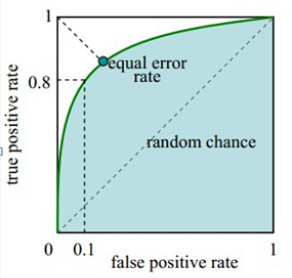 1
equal error
rate
0.8
true positive rate
random chance
0 0.1 1
false positive rate